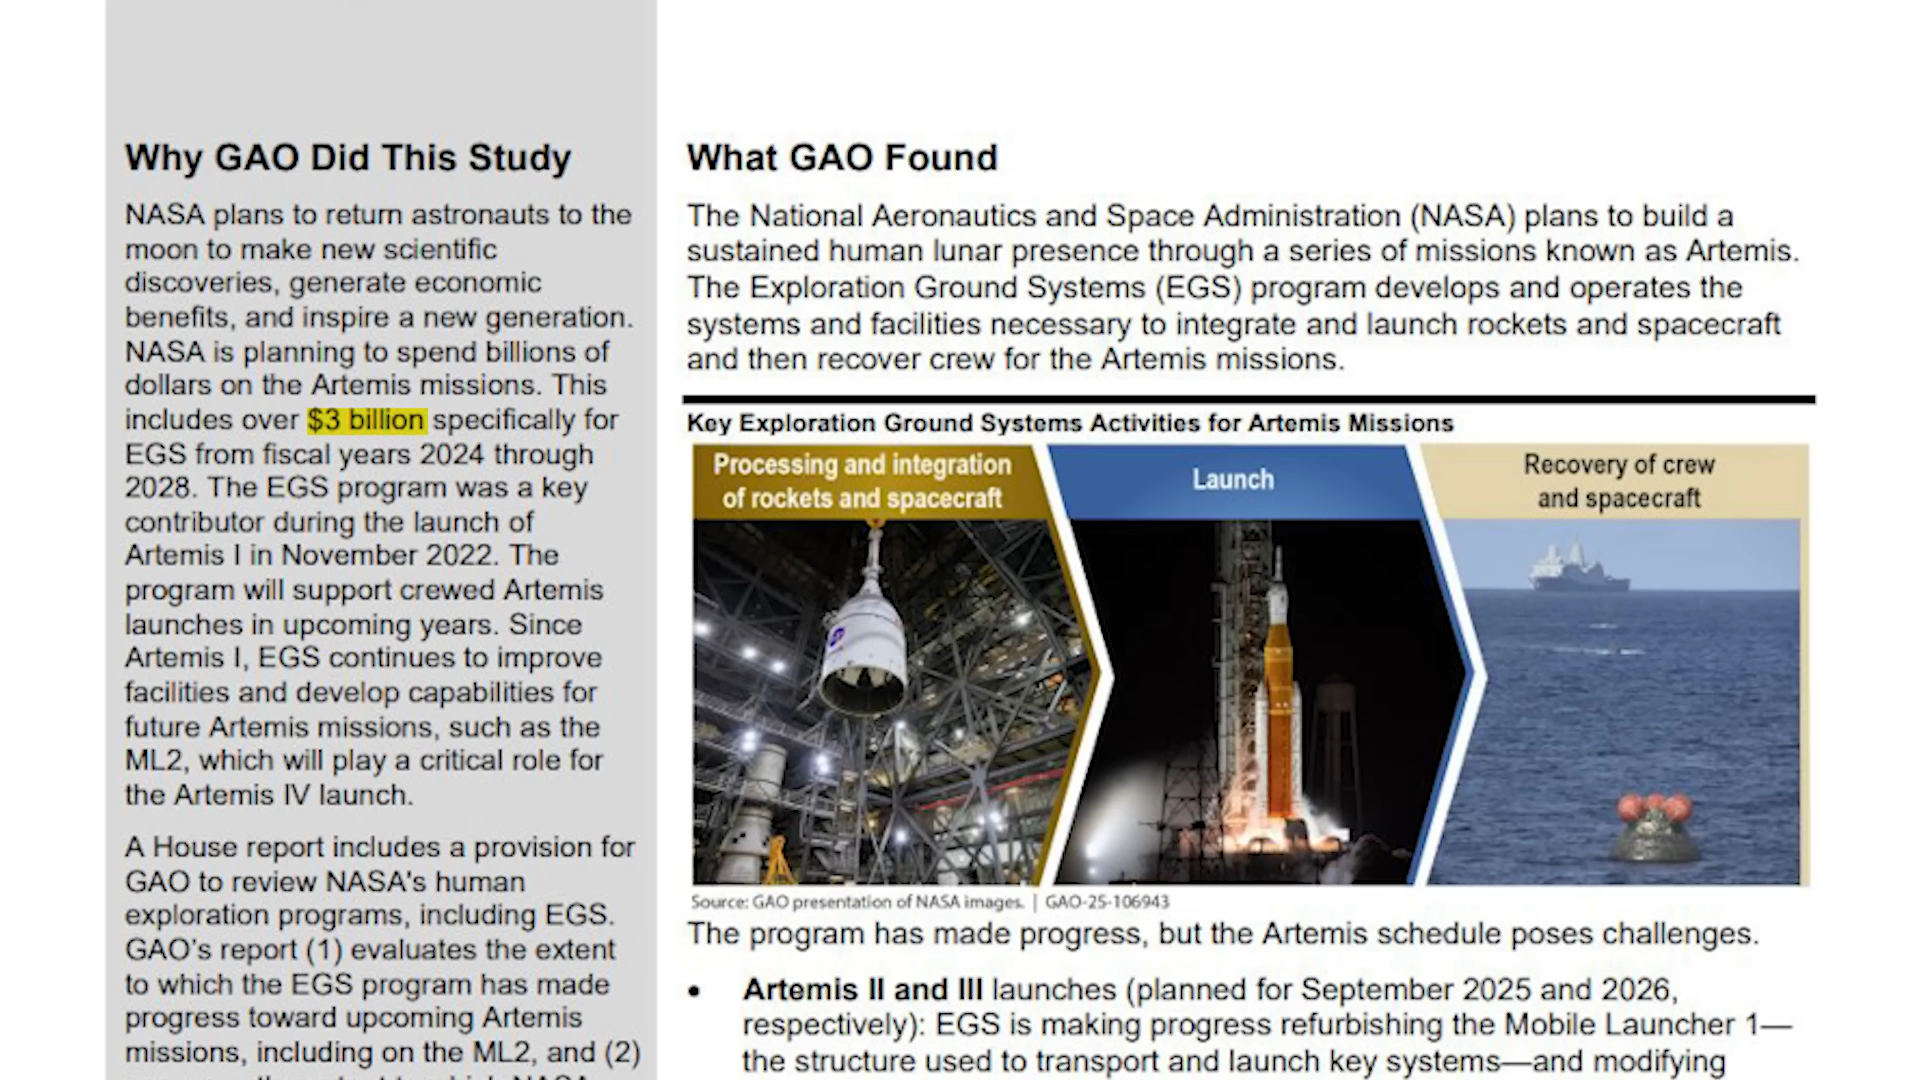 Why GAO Did This Study
NASA plans to return astronauts to the
moon to make new scientific
discoveries, generate economic
benefits, and inspire a new generation.
NASA is planning to spend billions of
dollars on the Artemis missions. This
includes over $3 billion specifically for
EGS from fiscal years 2024 through
2028. The EGS program was a key
contributor during the launch of
Artemis I in November 2022. The
program will support crewed Artemis
launches in upcoming years. Since
Artemis I, EGS continues to improve
facilities and develop capabilities for
future Artemis missions, such as the
ML2, which will play a critical role for
the Artemis IV launch.
A House report includes a provision for
GAO to review NASA's human
exploration programs, including EGS.
GAO's report (1) evaluates the extent
to which the EGS program has made
progress toward upcoming Artemis
missions, including on the ML2, and (2)
What GAO Found
The National Aeronautics and Space Administration (NASA) plans to build a
sustained human lunar presence through a series of missions known as Artemis.
The Exploration Ground Systems (EGS) program develops and operates the
systems and facilities necessary to integrate and launch rockets and spacecraft
and then recover crew for the Artemis missions.
Key Exploration Ground Systems Activities for Artemis Missions
Processing and integration
of rockets and spacecraft
Launch
Recovery of crew
and spacecraft
Source: GAO presentation of NASA images. | GAO-25-106943
The program has made progress, but the Artemis schedule poses challenges.
• Artemis II and III launches (planned for September 2025 and 2026,
respectively): EGS is making progress refurbishing the Mobile Launcher 1—
the structure used to transport and launch key systems—and modifying